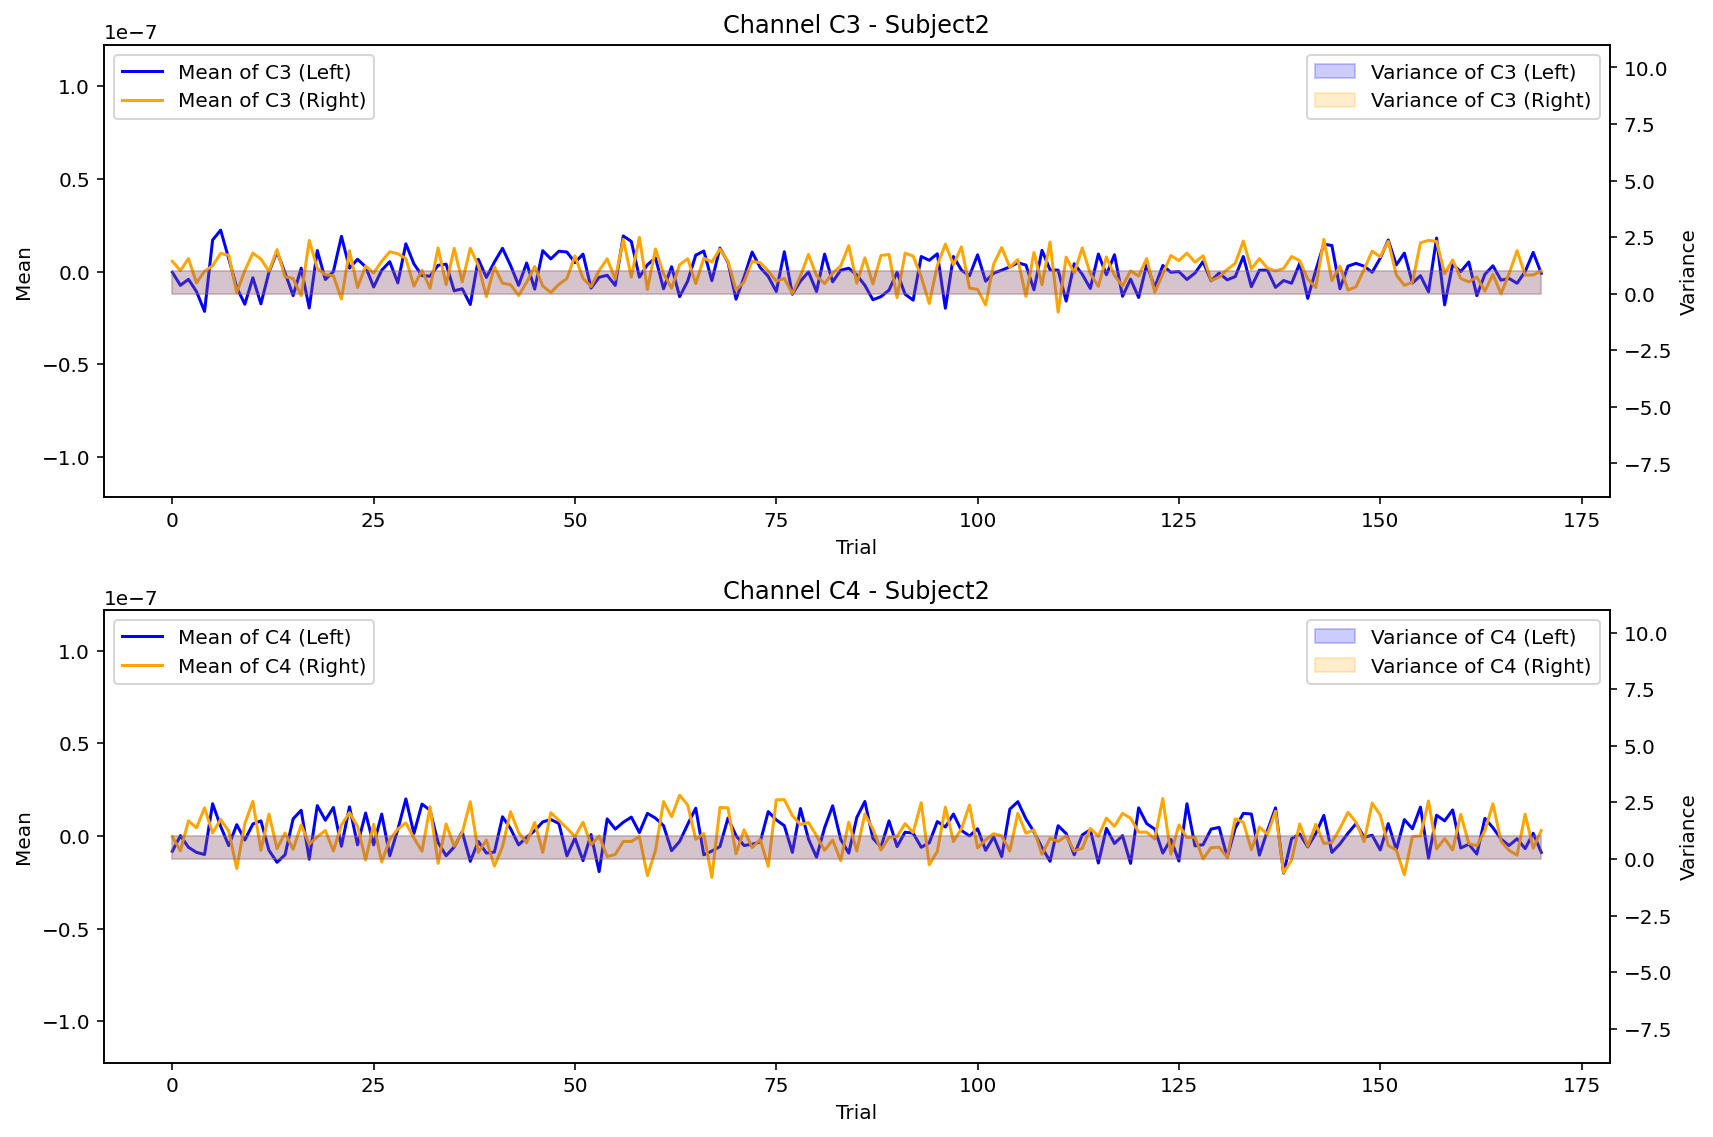 Channel C3 - Subject2
1e−7
Mean of C3 (Left)
Mean of C3 (Right)
Variance of C3 (Left)
Variance of C3 (Right)
1.0
0.5
0.0
−0.5
−1.0
Mean
10.0
7.5
5.0
2.5
0.0
−2.5
−5.0
−7.5
Variance
0 25 50 75 100 125 150 175
Trial
Channel C4 - Subject2
1e−7
Mean of C4 (Left)
Mean of C4 (Right)
Variance of C4 (Left)
Variance of C4 (Right)
1.0
0.5
0.0
−0.5
−1.0
Mean
10.0
7.5
5.0
2.5
0.0
−2.5
−5.0
−7.5
Variance
0 25 50 75 100 125 150 175
Trial